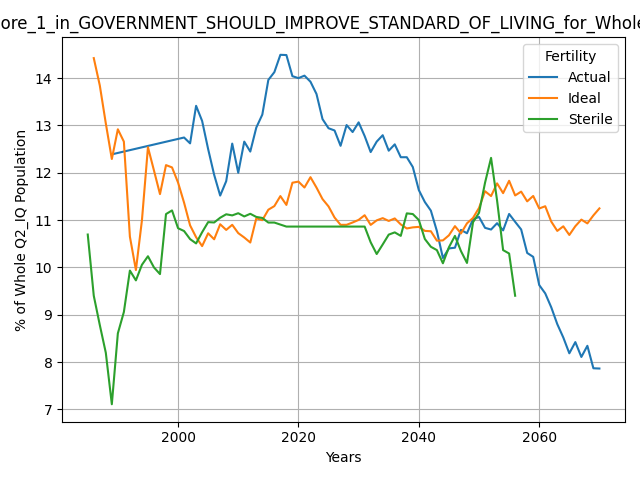 ore_1_in_GOVERNMENT_SHOULD_IMPROVE_STANDARD_OF_LIVING_for_Whole
Fertility
Actual
Ideal
Sterile
% of Whole Q2_IQ Population
14
13
12
11
10
9
8
7
2000 2020 2040 2060
Years